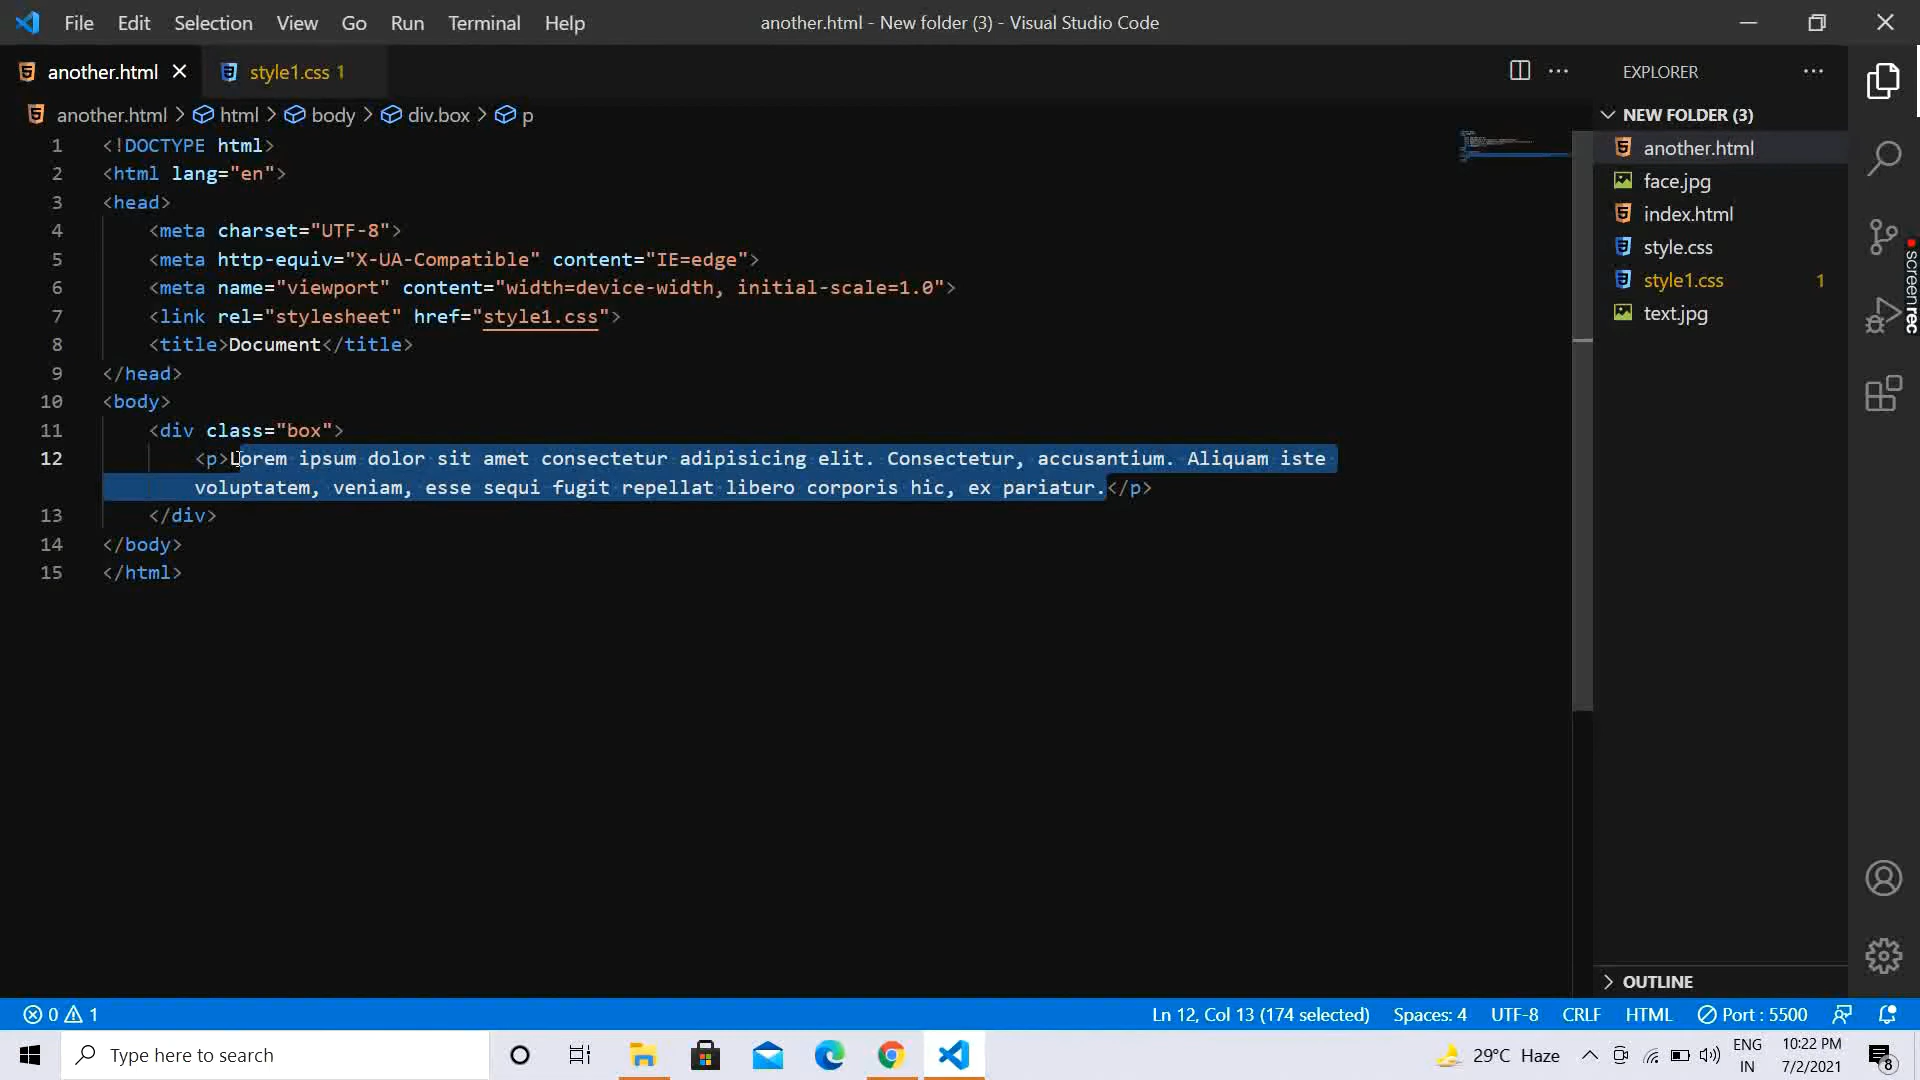 File Edit Selection View Go Run Terminal Help another.html - New folder (3) - Visual Studio Code
another.html style1.css 1 EXPLORER
another.html > html > body > div.box > p
NEW FOLDER (3)
another.html
face.jpg
index.html
style.css
style1.css 1
text.jpg
1 <!DOCTYPE html>
2 <html lang="en">
3 <head>
4 <meta charset="UTF-8">
5 <meta http-equiv="X-UA-Compatible" content="IE=edge">
6 <meta name="viewport" content="width=device-width, initial-scale=1.0">
7 <link rel="stylesheet" href="style1.css">
8 <title>Document</title>
9 </head>
10 <body>
11 <div class="box">
12 <p>Lorem ipsum dolor sit amet consectetur adipisicing elit. Consectetur, accusantium. Aliquam iste
voluptatem, veniam, esse sequi fugit repellat libero corporis hic, ex pariatur.</p>
13 </div>
14 </body>
15 </html>
screenrec
OUTLINE
0 1 Ln 12, Col 13 (174 selected) Spaces: 4 UTF-8 CRLF HTML Port : 5500
Type here to search 29°C Haze ENG IN 10:22 PM 7/2/2021 8